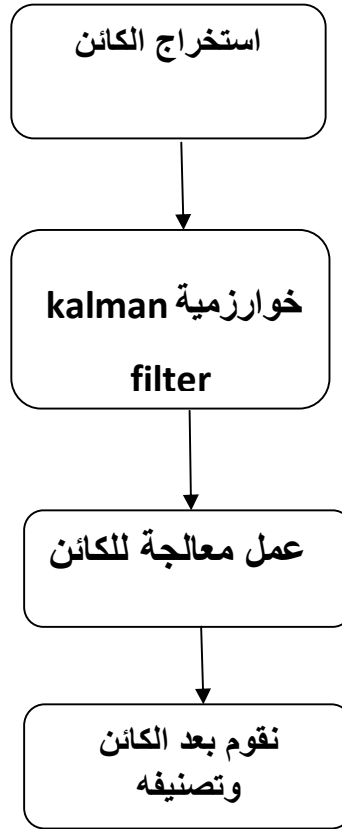 استخراج الكائن
خوارزمية kalman
filter
عمل معالجة للكائن
نقوم بعد الكائن
وتصنيفه